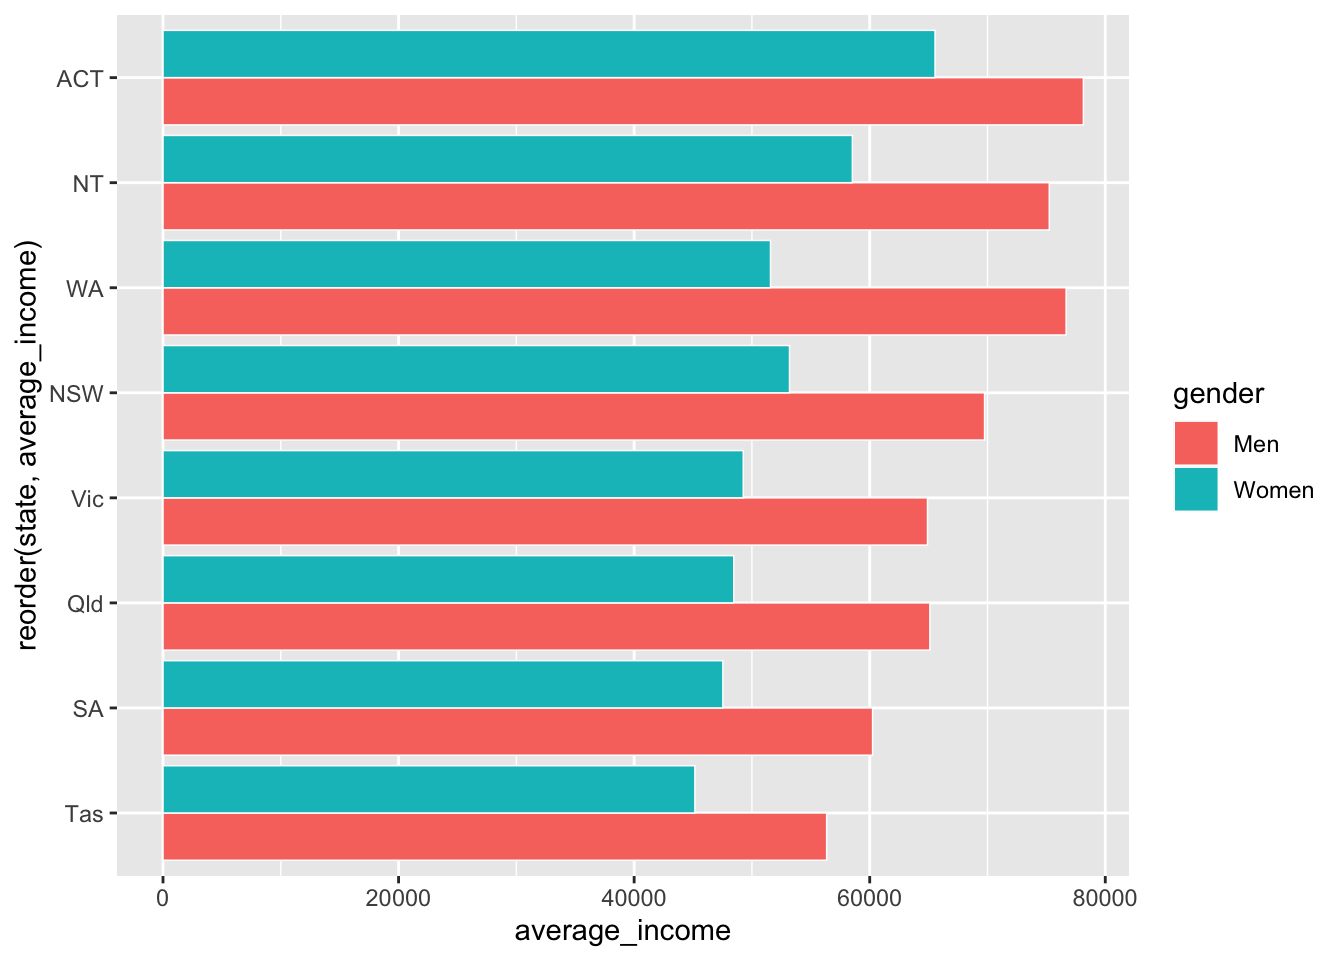 reorder(state, average_income)
ACT
NT
WA
NSW
Vic
Qld
SA
Tas
0 20000 40000 60000 80000
average_income
gender
Men
Women